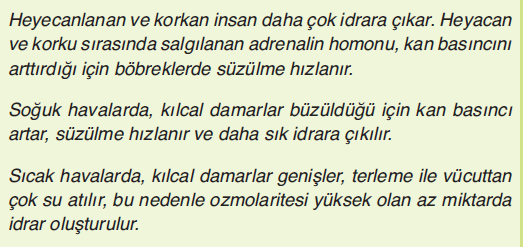 Heyecanlanan ve korkan insan daha çok idrara çıkar. Heyacan
ve korku sırasında salgılanan adrenalin homonu, kan basıncını
arttırdığı için böbreklerde süzülme hızlanır.
Soğuk havalarda, kılcal damarlar büzüldüğü için kan basıncı
artar, süzülme hızlanır ve daha sık idrara çıkılır.
Sıcak havalarda, kılcal damarlar genişler, terleme ile vücuttan
çok su atılır, bu nedenle ozmolaritesi yüksek olan az miktarda
idrar oluşturulur.